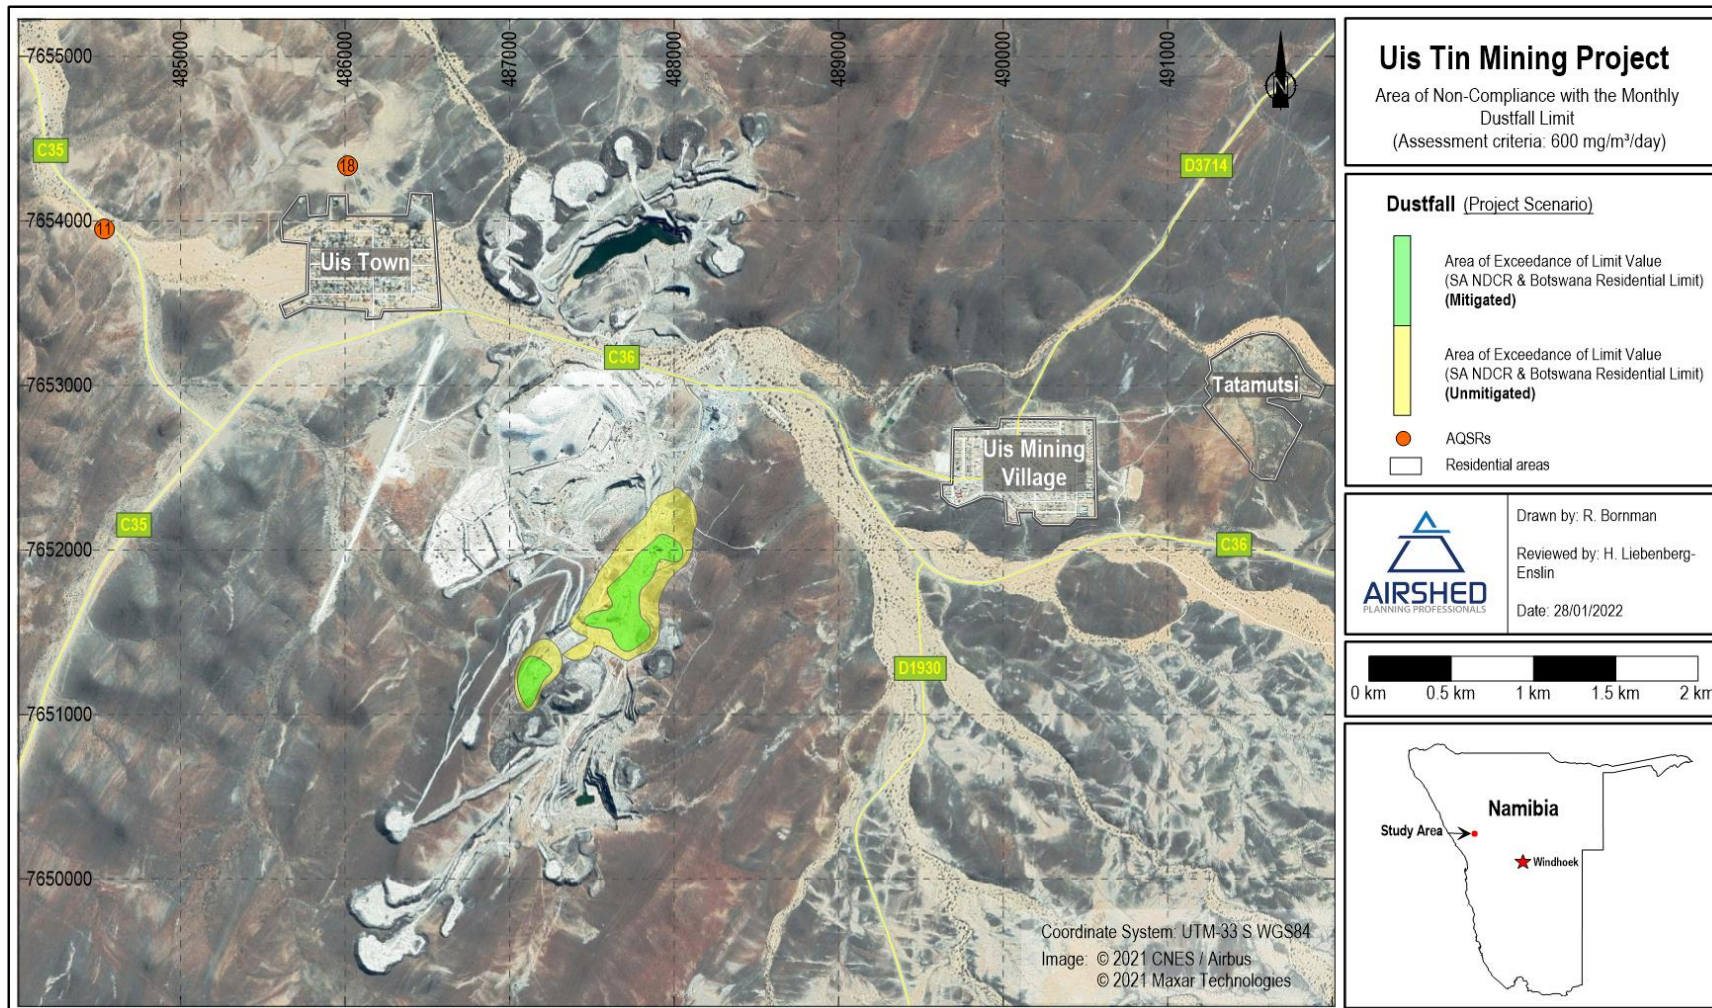 Uis Tin Mining Project
Area of Non-Compliance with the Monthly
Dustfall Limit
(Assessment criteria: 600 mg/m³/day)
Dustfall (Project Scenario)
Area of Exceedance of Limit Value
(SA NDCR & Botswana Residential Limit)
(Mitigated)
Area of Exceedance of Limit Value
(SA NDCR & Botswana Residential Limit)
(Unmitigated)
AQSRs
Residential areas
AIRSHED
PLANNING PROFESSIONALS
Drawn by: R. Bornman
Reviewed by: H. Liebenberg-
Enslin
Date: 28/01/2022
0 km
0.5 km
1 km
1.5 km
2 km
Namibia
Study Area
Windhoek
485000
486000
487000
488000
489000
490000
491000
7655000
7654000
7653000
7652000
7651000
7650000
N
C35
18
D3714
11
Uis Town
C36
Tatamutsi
Uis Mining
Village
C35
C36
D1930
Coordinate System: UTM-33 S WGS84
Image: © 2021 CNES / Airbus
© 2021 Maxar Technologies